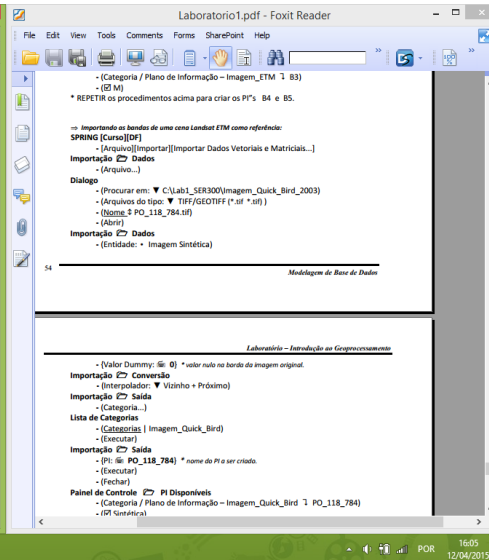 Laboratorio1.pdf - Foxit Reader
File Edit View Tools Comments Forms SharePoint Help
- (Categoria / Plano de Informação – Imagem_ETM ⮧ B3)
- (☑ M)
* REPETIR os procedimentos acima para criar os PI"s B4 e B5.
⇒ Importando as bandas de uma cena Landsat ETM como referência:
SPRING [Curso][DF]
- [Arquivo][Importar][Importar Dados Vetoriais e Matriciais...]
Importação 🗁 Dados
- (Arquivo...)
Dialogo
- (Procurar em: ▼ C:\Lab1_SER300\Imagem_Quick_Bird_2003)
- (Arquivos do tipo: ▼ TIFF/GEOTIFF (*.tif *.tif) )
- (Nome ⇕ PO_118_784.tif)
- (Abrir)
Importação 🗁 Dados
- (Entidade: • Imagem Sintética)
54 Modelagem de Base de Dados
Laboratório – Introdução ao Geoprocessamento
- {Valor Dummy: ⌨ 0} * valor nulo na borda da imagem original.
Importação 🗁 Conversão
- (Interpolador: ▼ Vizinho + Próximo)
Importação 🗁 Saída
- (Categoria...)
Lista de Categorias
- (Categorias | Imagem_Quick_Bird)
- (Executar)
Importação 🗁 Saída
- {PI: ⌨ PO_118_784} * nome do PI a ser criado.
- (Executar)
- (Fechar)
Painel de Controle 🗁 PI Disponíveis
- (Categoria / Plano de Informação – Imagem_Quick_Bird ⮧ PO_118_784)
- (☑ Sintética)
POR
16:05
12/04/2015